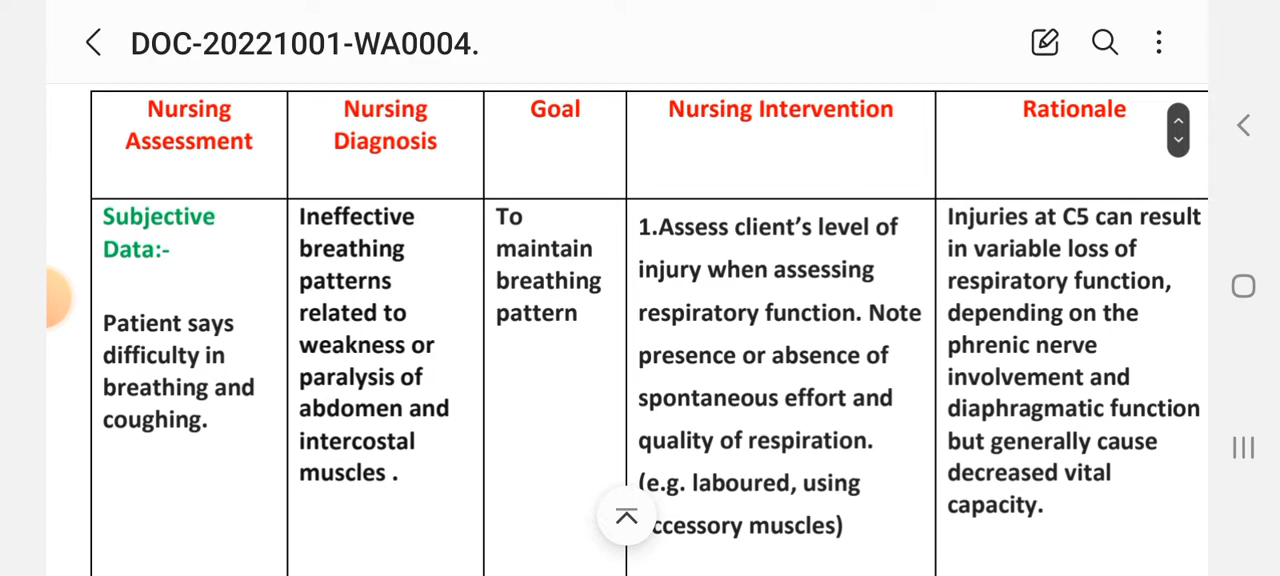 DOC-20221001-WA0004.
Nursing
Assessment
Nursing
Diagnosis
Goal
Nursing Intervention
Rationale
Subjective
Data:-
Patient says
difficulty in
breathing and
coughing.
Ineffective
breathing
patterns
related to
weakness or
paralysis of
abdomen and
intercostal
muscles .
To
maintain
breathing
pattern
1.Assess client’s level of
injury when assessing
respiratory function. Note
presence or absence of
spontaneous effort and
quality of respiration.
(e.g. laboured, using
ccessory muscles)
Injuries at C5 can result
in variable loss of
respiratory function,
depending on the
phrenic nerve
involvement and
diaphragmatic function
but generally cause
decreased vital
capacity.